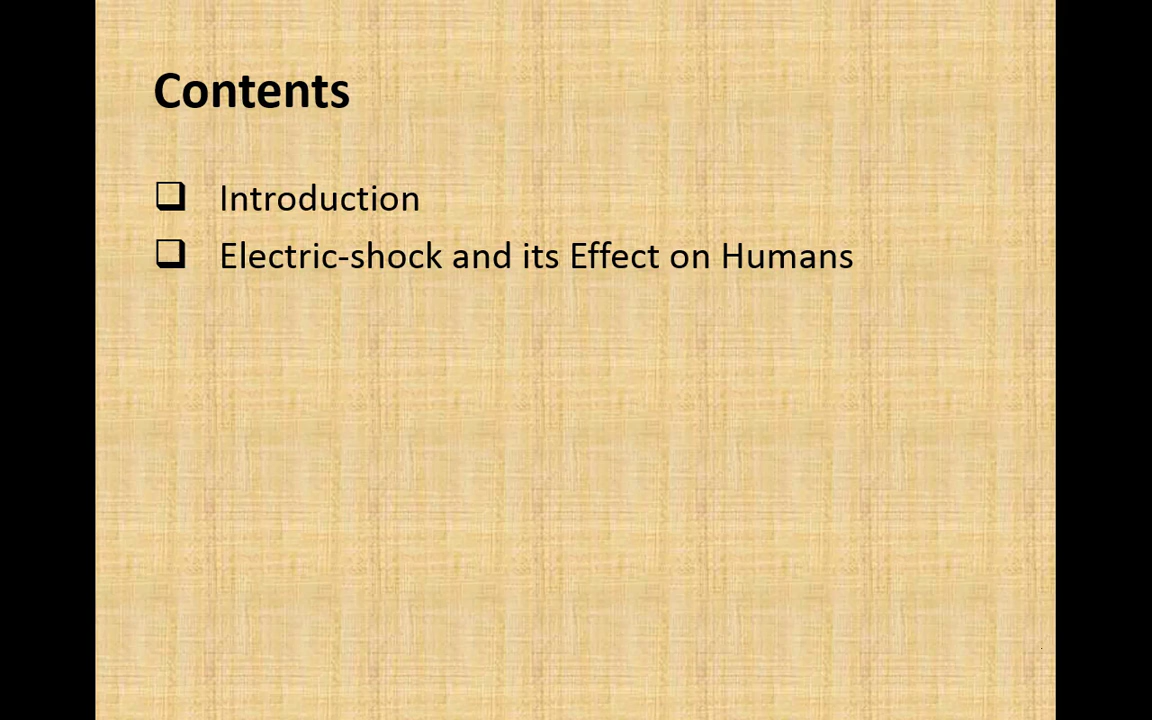 Contents
❑ Introduction
❑ Electric-shock and its Effect on Humans